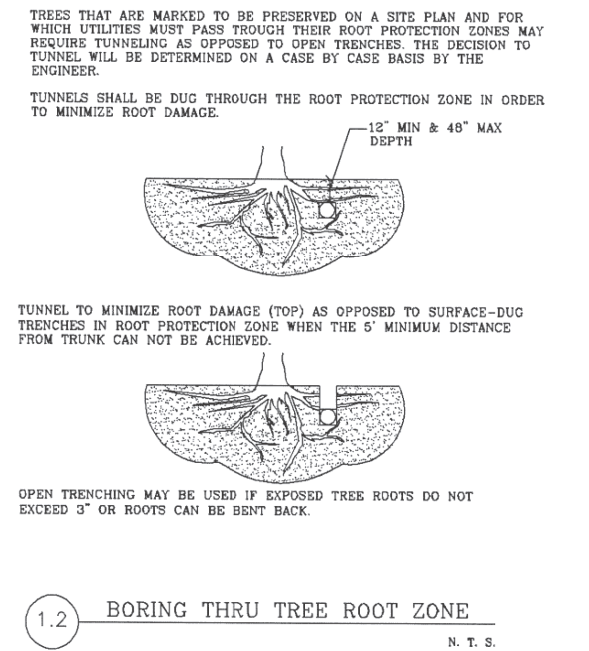 TREES THAT ARE MARKED TO BE PRESERVED ON A SITE PLAN AND FOR
WHICH UTILITIES MUST PASS TROUGH THEIR ROOT PROTECTION ZONES MAY
REQUIRE TUNNELING AS OPPOSED TO OPEN TRENCHES. THE DECISION TO
TUNNEL WILL BE DETERMINED ON A CASE BY CASE BASIS BY THE
ENGINEER.
TUNNELS SHALL BE DUG THROUGH THE ROOT PROTECTION ZONE IN ORDER
TO MINIMIZE ROOT DAMAGE.
12" MIN & 48" MAX
DEPTH
TUNNEL TO MINIMIZE ROOT DAMAGE (TOP) AS OPPOSED TO SURFACE-DUG
TRENCHES IN ROOT PROTECTION ZONE WHEN THE 5' MINIMUM DISTANCE
FROM TRUNK CAN NOT BE ACHIEVED.
OPEN TRENCHING MAY BE USED IF EXPOSED TREE ROOTS DO NOT
EXCEED 3" OR ROOTS CAN BE BENT BACK.
1.2 BORING THRU TREE ROOT ZONE
N. T. S.